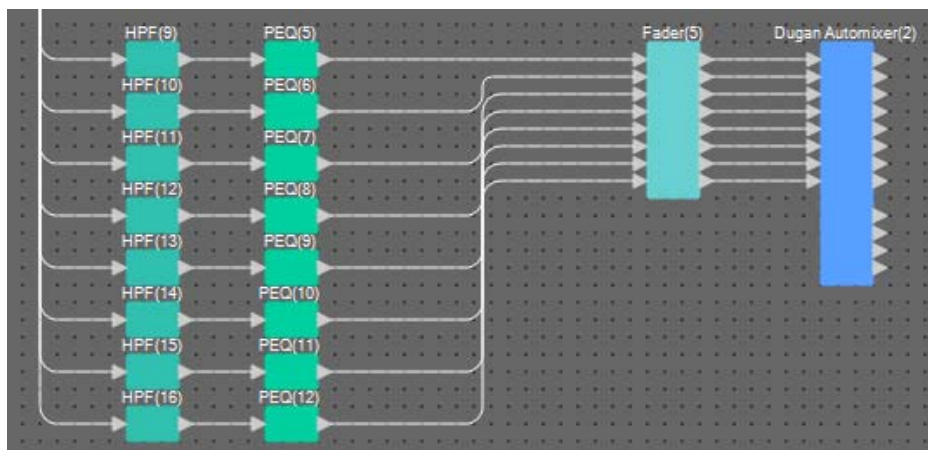 HPF(9) PEQ(5) Fader(5) Dugan Automixer(2)
HPF(10) PEQ(6)
HPF(11) PEQ(7)
HPF(12) PEQ(8)
HPF(13) PEQ(9)
HPF(14) PEQ(10)
HPF(15) PEQ(11)
HPF(16) PEQ(12)